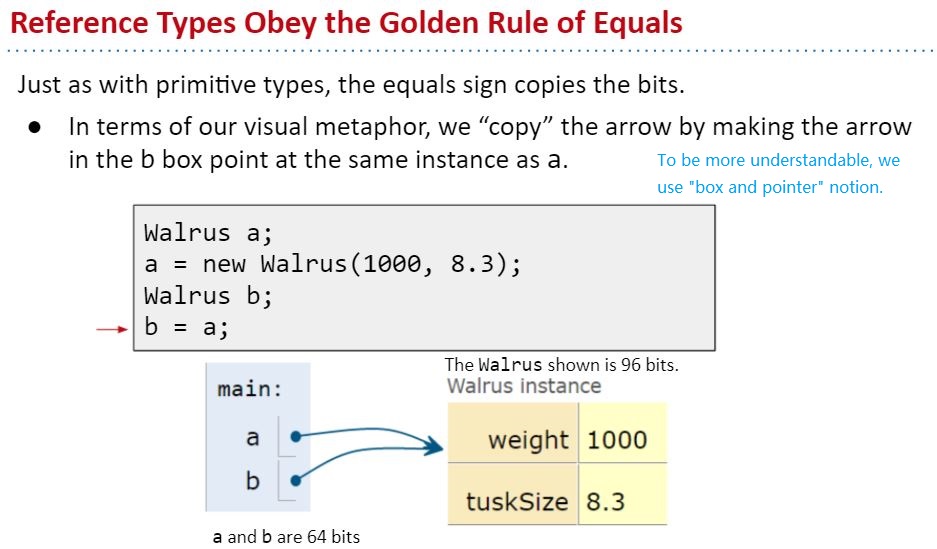 Reference Types Obey the Golden Rule of Equals
Just as with primitive types, the equals sign copies the bits.
● In terms of our visual metaphor, we “copy” the arrow by making the arrow
in the b box point at the same instance as a.
To be more understandable, we
use "box and pointer" notion.
Walrus a;
a = new Walrus(1000, 8.3);
Walrus b;
b = a;
The Walrus shown is 96 bits.
Walrus instance
main:
a
b
weight 1000
tuskSize 8.3
a and b are 64 bits